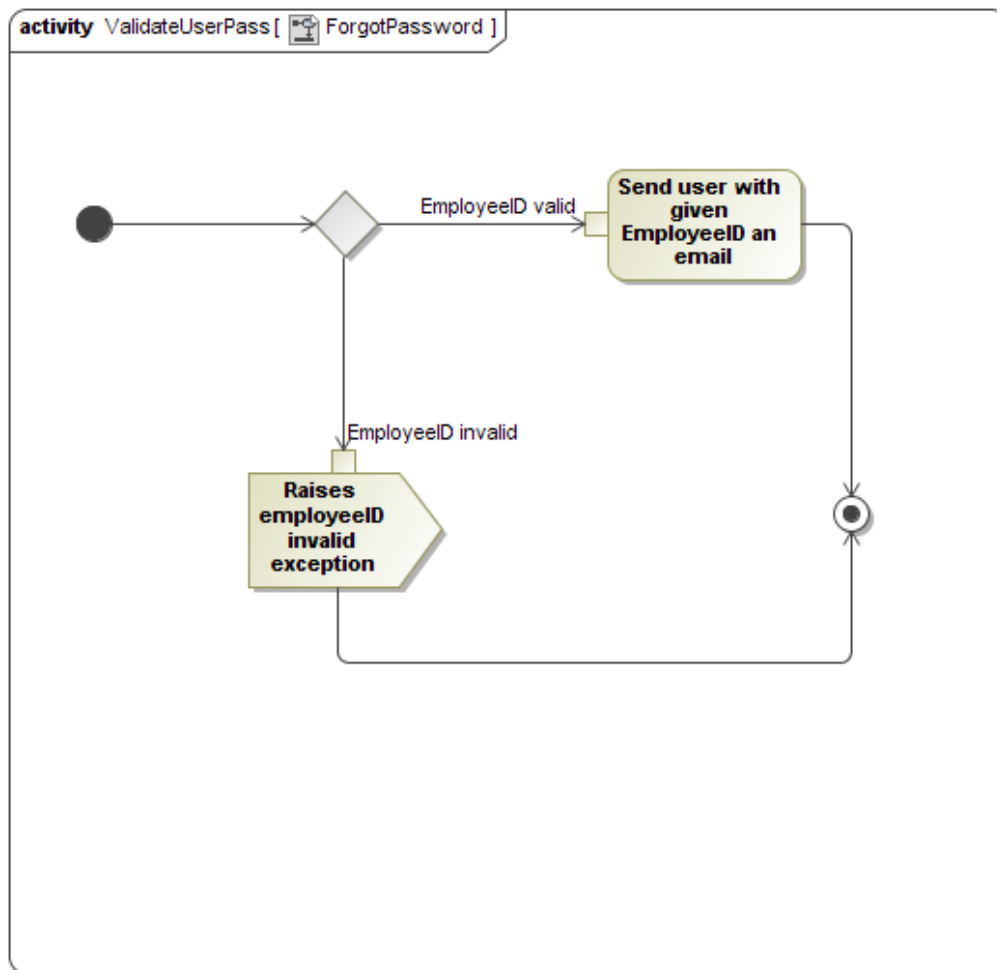 activity ValidateUserPass[ ForgotPassword ]
EmployeeID valid
Send user with
given
EmployeeID an
email
EmployeeID invalid
Raises
employeeID
invalid
exception